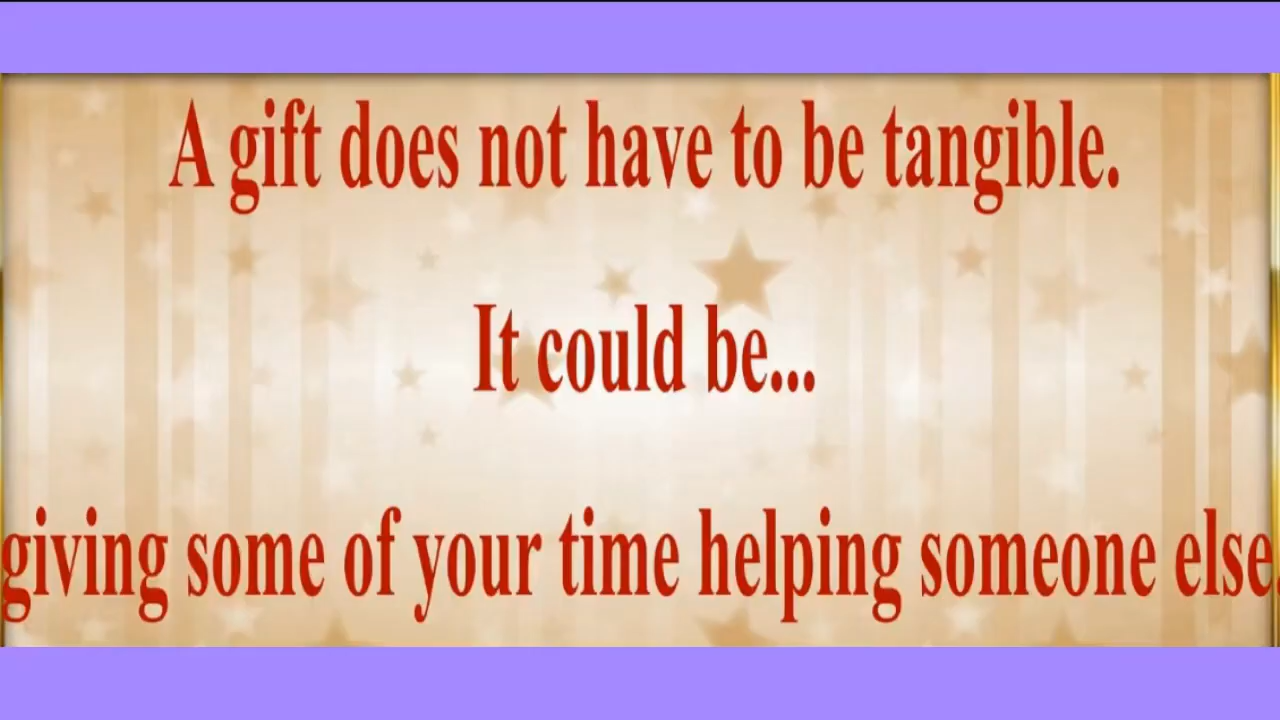 A gift does not have to be tangible.
It could be...
giving some of your time helping someone else.